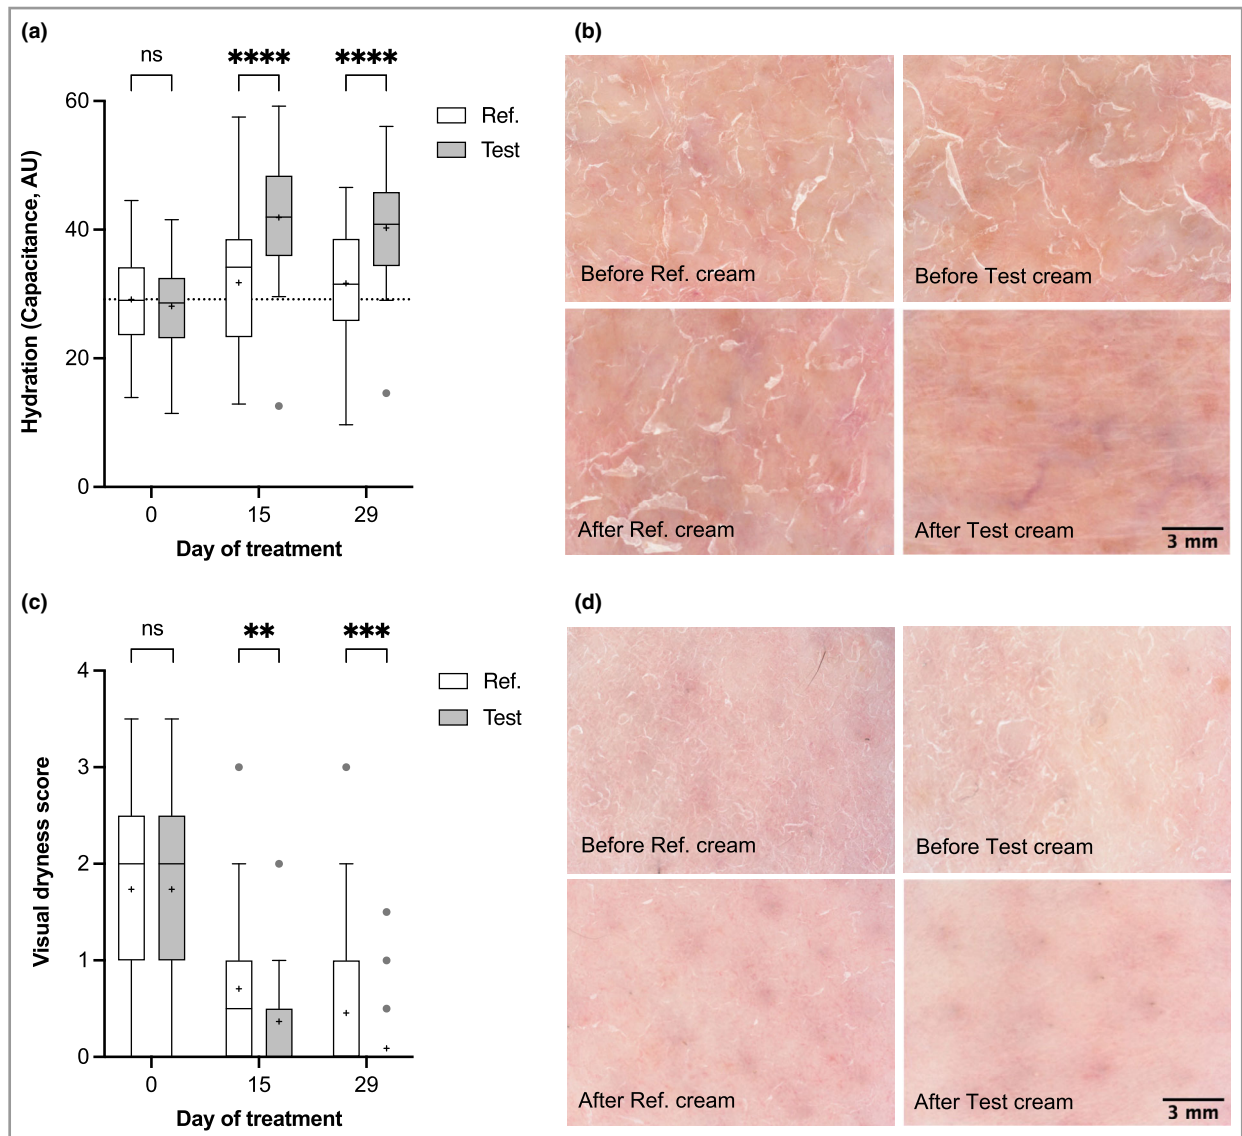 (a)
ns
****
****
Ref.
Test
60
40
20
0
Hydration (Capacitance, AU)
0
15
29
Day of treatment
(b)
Before Ref. cream
Before Test cream
After Ref. cream
After Test cream
3 mm
(c)
ns
**
***
Ref.
Test
4
3
2
1
0
Visual dryness score
0
15
29
Day of treatment
(d)
Before Ref. cream
Before Test cream
After Ref. cream
After Test cream
3 mm